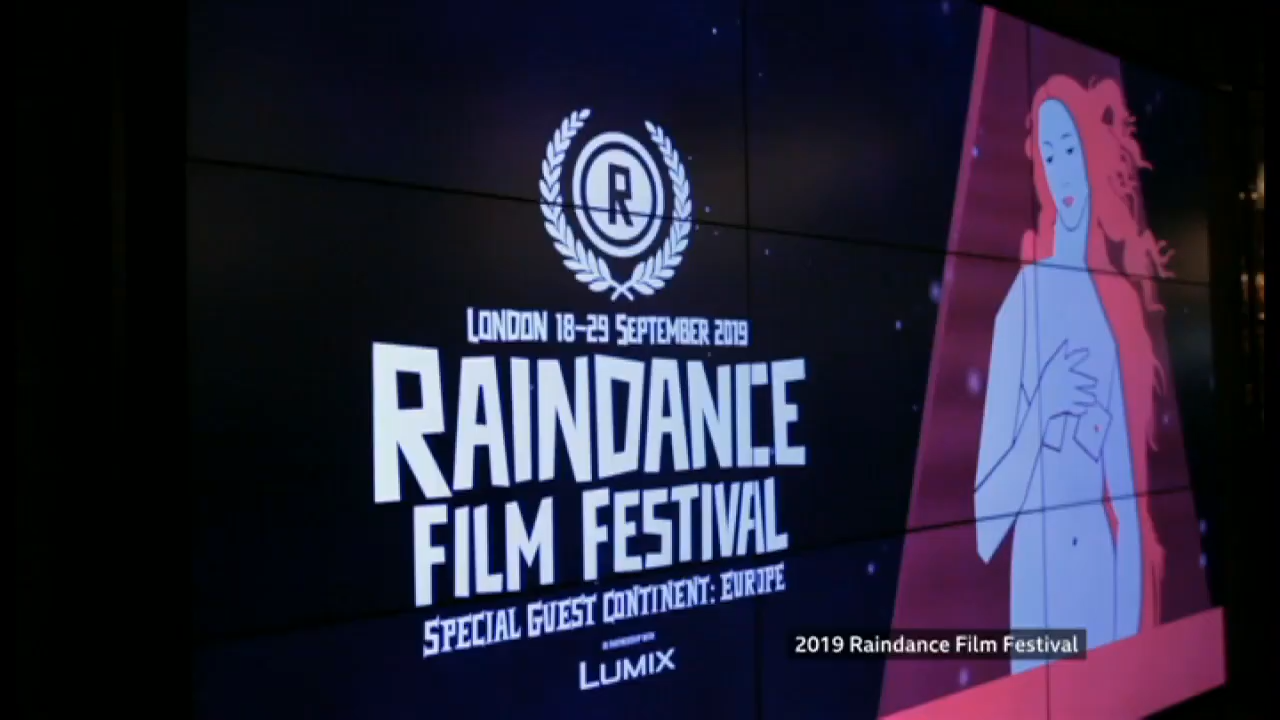 R
LONDON 18-29 SEPTEMBER 2019
RAINDANCE
FILM FESTIVAL
SPECIAL GUEST CONTINENT: EUROPE
LUMIX
2019 Raindance Film Festival